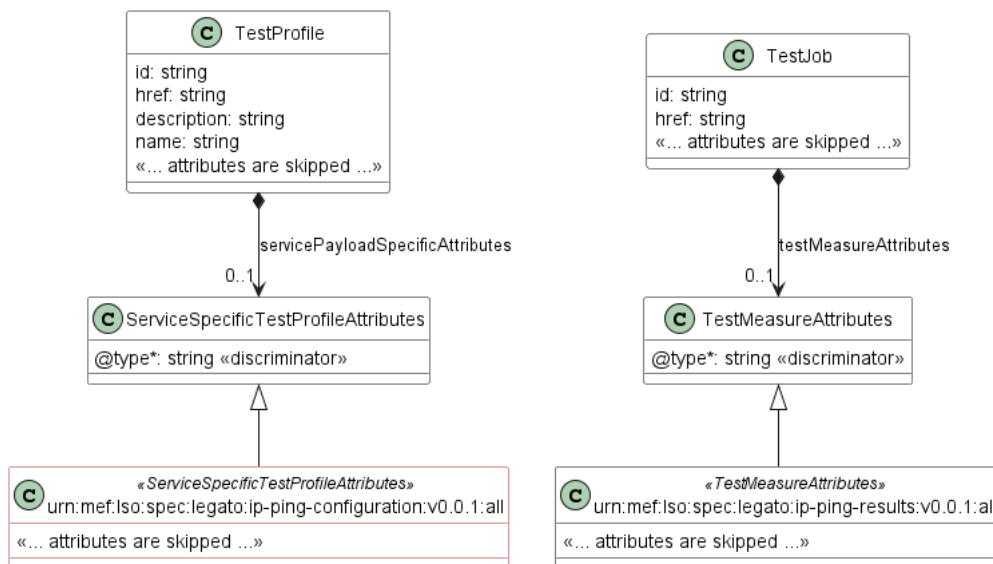 C TestProfile
id: string
href: string
description: string
name: string
«... attributes are skipped ...»
servicePayloadSpecificAttributes
0..1
C ServiceSpecificTestProfileAttributes
@type*: string «discriminator»
C «ServiceSpecificTestProfileAttributes»
urn:mef:lso:spec:legato:ip-ping-configuration:v0.0.1:all
«... attributes are skipped ...»
C TestJob
id: string
href: string
«... attributes are skipped ...»
testMeasureAttributes
0..1
C TestMeasureAttributes
@type*: string «discriminator»
C «TestMeasureAttributes»
urn:mef:lso:spec:legato:ip-ping-results:v0.0.1:all
«... attributes are skipped ...»